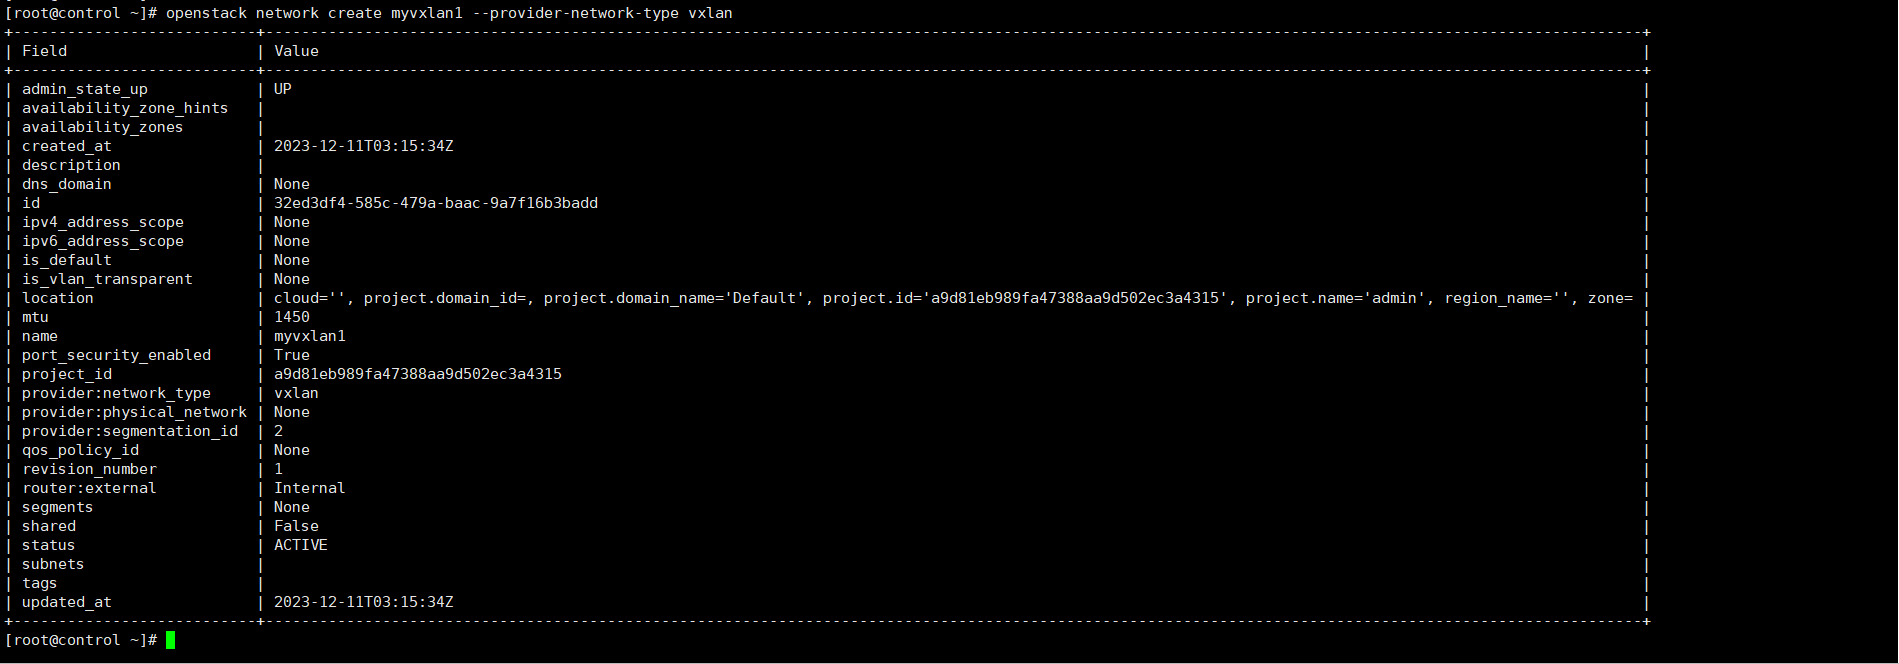 [root@control ~]# openstack network create myvxlan1 --provider-network-type vxlan
+---------------------------+---------------------------------------------------------------------------------------------------------------------------------------------------------+
| Field                     | Value                                                                                                                                                   |
+---------------------------+---------------------------------------------------------------------------------------------------------------------------------------------------------+
| admin_state_up            | UP                                                                                                                                                      |
| availability_zone_hints   |                                                                                                                                                         |
| availability_zones        |                                                                                                                                                         |
| created_at                | 2023-12-11T03:15:34Z                                                                                                                                    |
| description               |                                                                                                                                                         |
| dns_domain                | None                                                                                                                                                    |
| id                        | 32ed3df4-585c-479a-baac-9a7f16b3badd                                                                                                                    |
| ipv4_address_scope        | None                                                                                                                                                    |
| ipv6_address_scope        | None                                                                                                                                                    |
| is_default                | None                                                                                                                                                    |
| is_vlan_transparent       | None                                                                                                                                                    |
| location                  | cloud='', project.domain_id=, project.domain_name='Default', project.id='a9d81eb989fa47388aa9d502ec3a4315', project.name='admin', region_name='', zone= |
| mtu                       | 1450                                                                                                                                                    |
| name                      | myvxlan1                                                                                                                                                |
| port_security_enabled     | True                                                                                                                                                    |
| project_id                | a9d81eb989fa47388aa9d502ec3a4315                                                                                                                        |
| provider:network_type     | vxlan                                                                                                                                                   |
| provider:physical_network | None                                                                                                                                                    |
| provider:segmentation_id  | 2                                                                                                                                                       |
| qos_policy_id             | None                                                                                                                                                    |
| revision_number           | 1                                                                                                                                                       |
| router:external           | Internal                                                                                                                                                |
| segments                  | None                                                                                                                                                    |
| shared                    | False                                                                                                                                                   |
| status                    | ACTIVE                                                                                                                                                  |
| subnets                   |                                                                                                                                                         |
| tags                      |                                                                                                                                                         |
| updated_at                | 2023-12-11T03:15:34Z                                                                                                                                    |
+---------------------------+---------------------------------------------------------------------------------------------------------------------------------------------------------+
[root@control ~]#